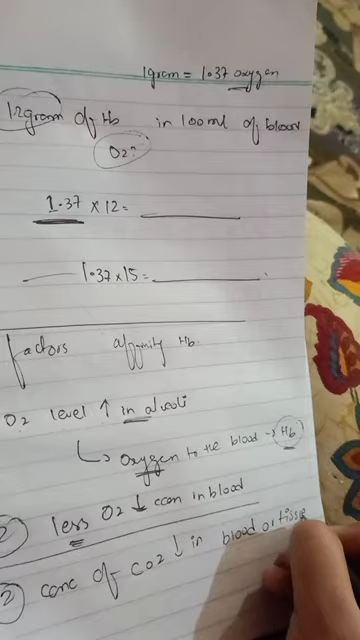 1gram = 1.37 oxygen
12gram of Hb in 100ml of blood
O2?
1.37 × 12 =
1.37 × 15 =
factors affinity Hb.
O2 level ↑ in alveoli
↳ oxygen to the blood → Hb
2 less O2 ↓ in blood
2 conc of CO2 ↓ in blood or tissue